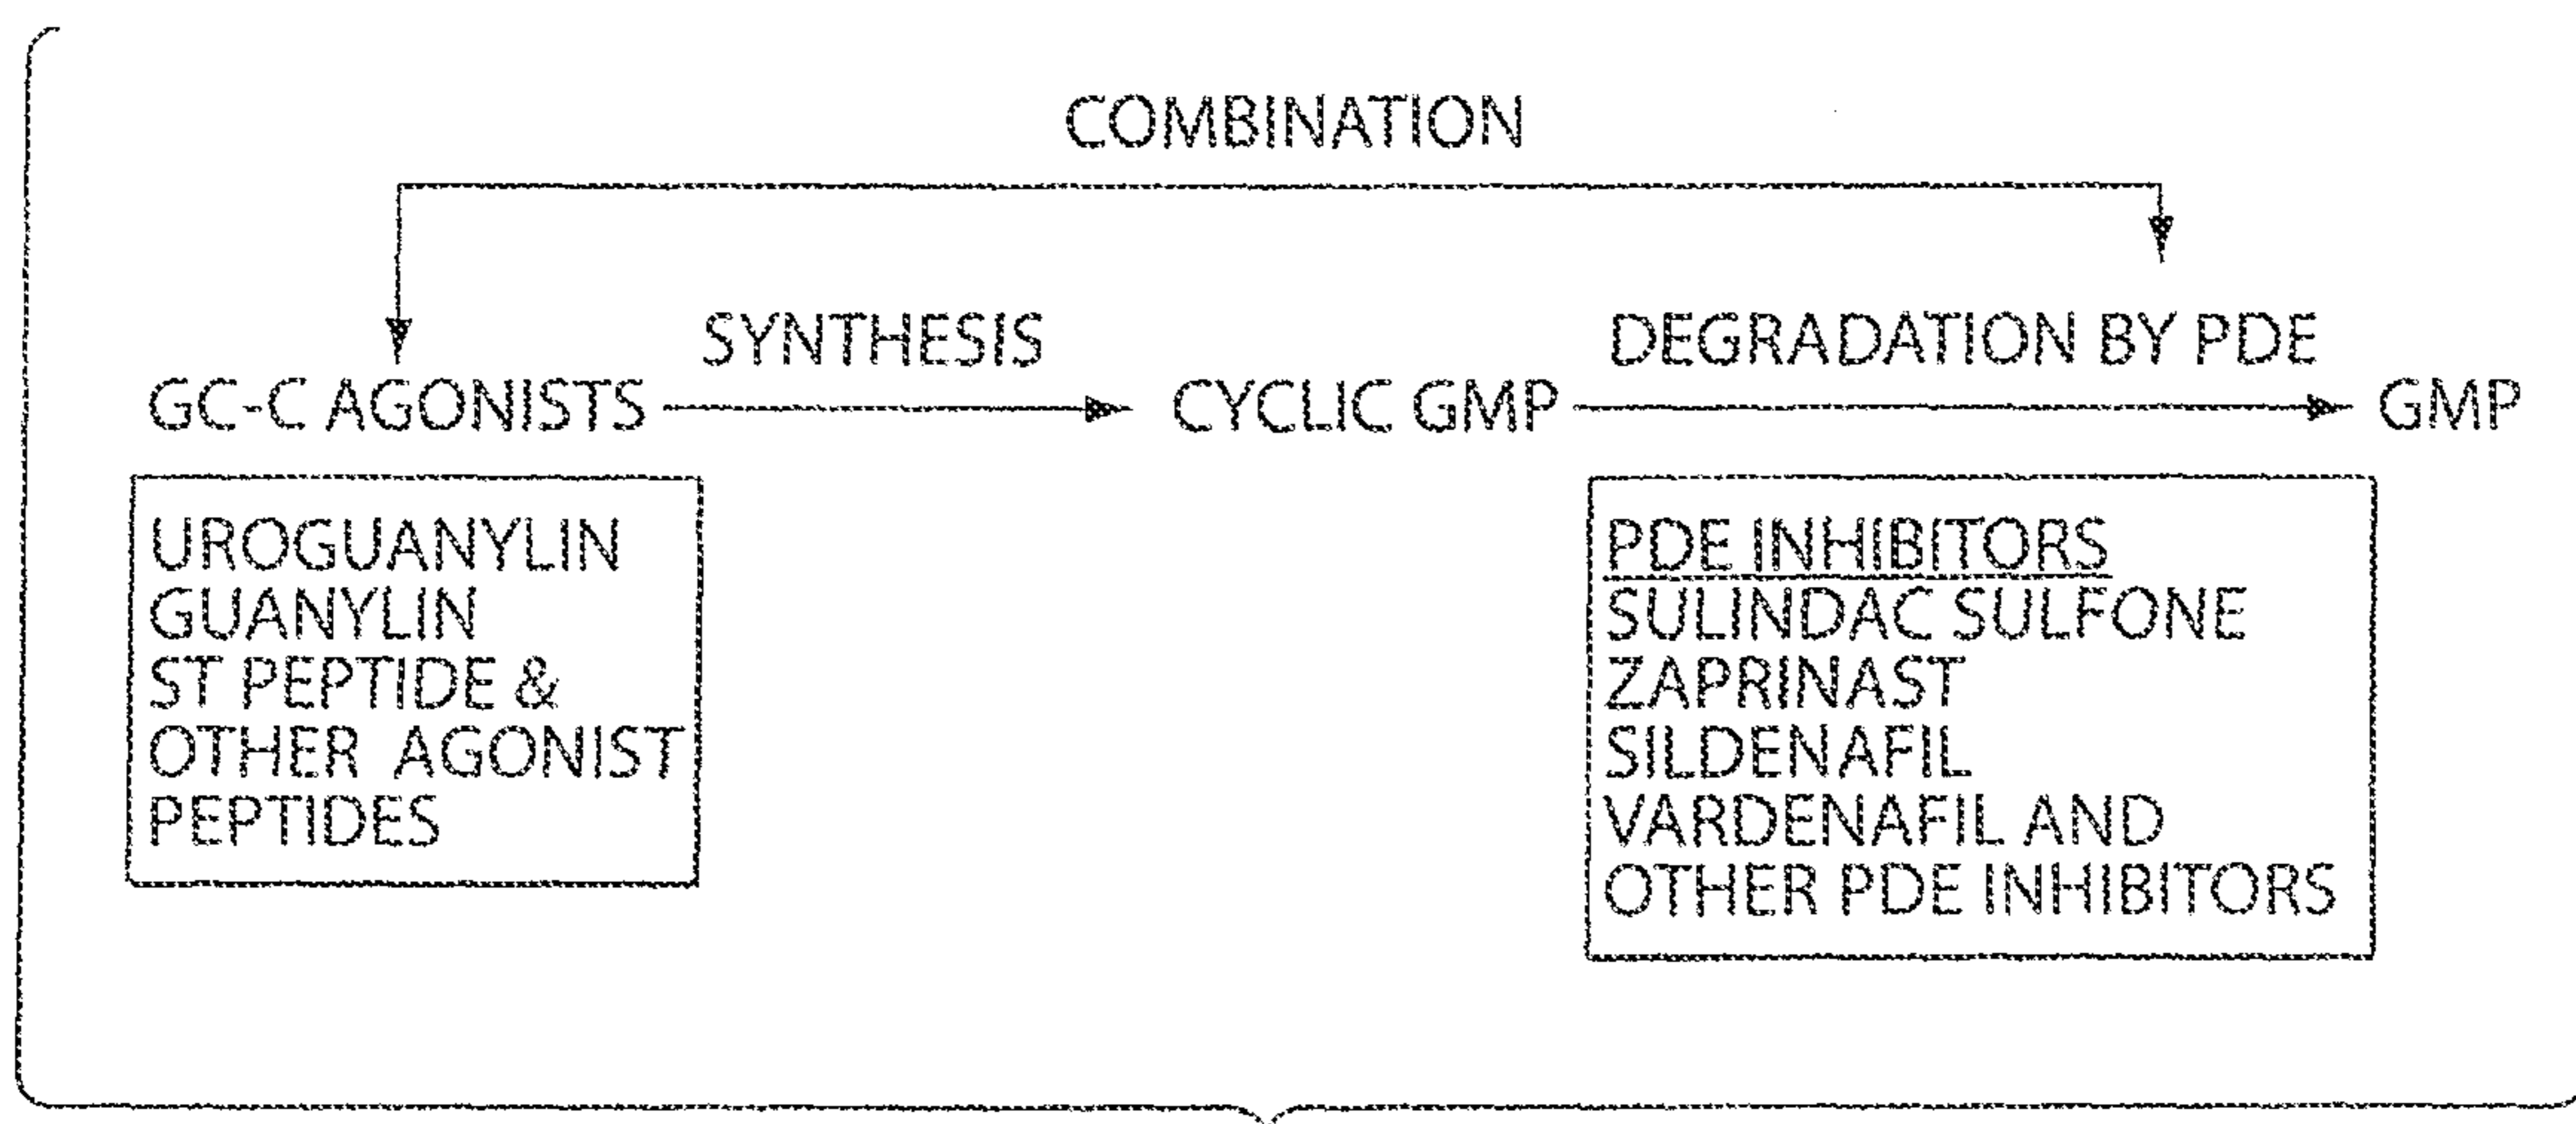 COMBINATION
SYNTHESIS
DEGRADATION BY PDE
GC-C AGONISTS
CYCLIC GMP
GMP
UROGUANYLIN
GUANYLIN
ST PEPTIDE &
OTHER AGONIST
PEPTIDES
PDE INHIBITORS
SULINDAC SULFONE
ZAPRINAST
SILDENAFIL
VARDENAFIL AND
OTHER PDE INHIBITORS